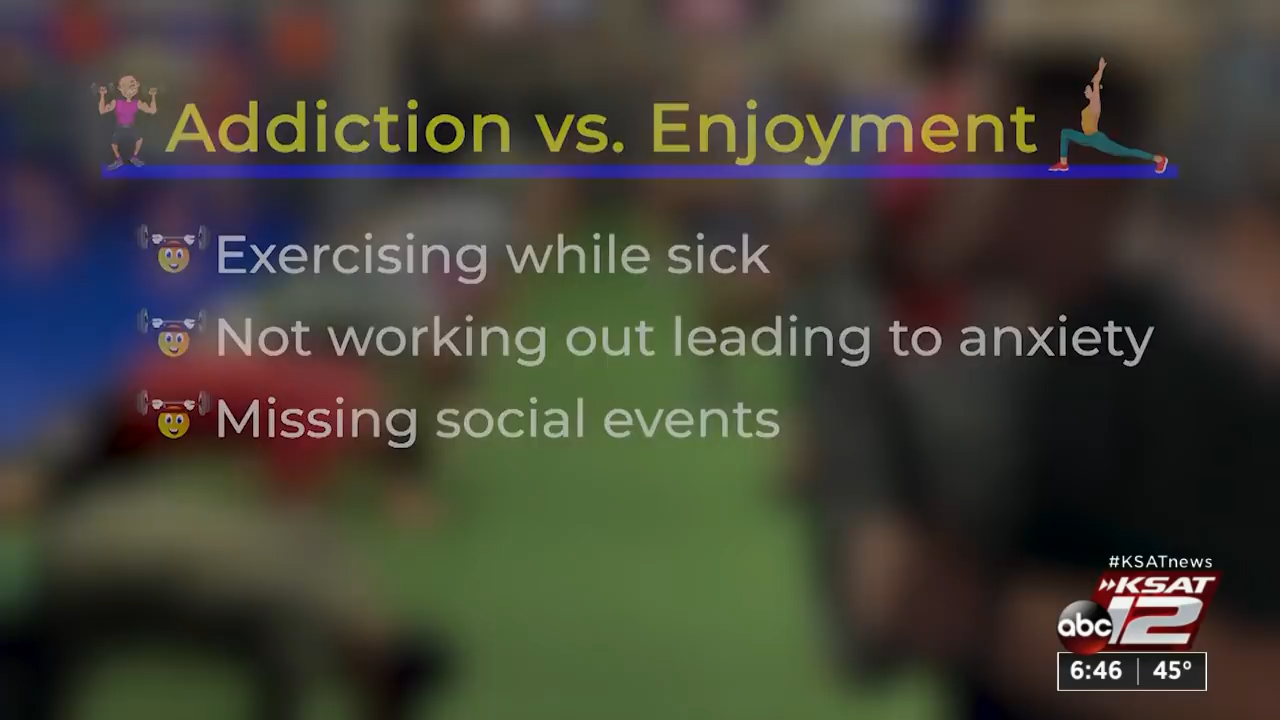 Addiction vs. Enjoyment
Exercising while sick
Not working out leading to anxiety
Missing social events
#KSATnews
KSAT
abc 12
6:46 45°